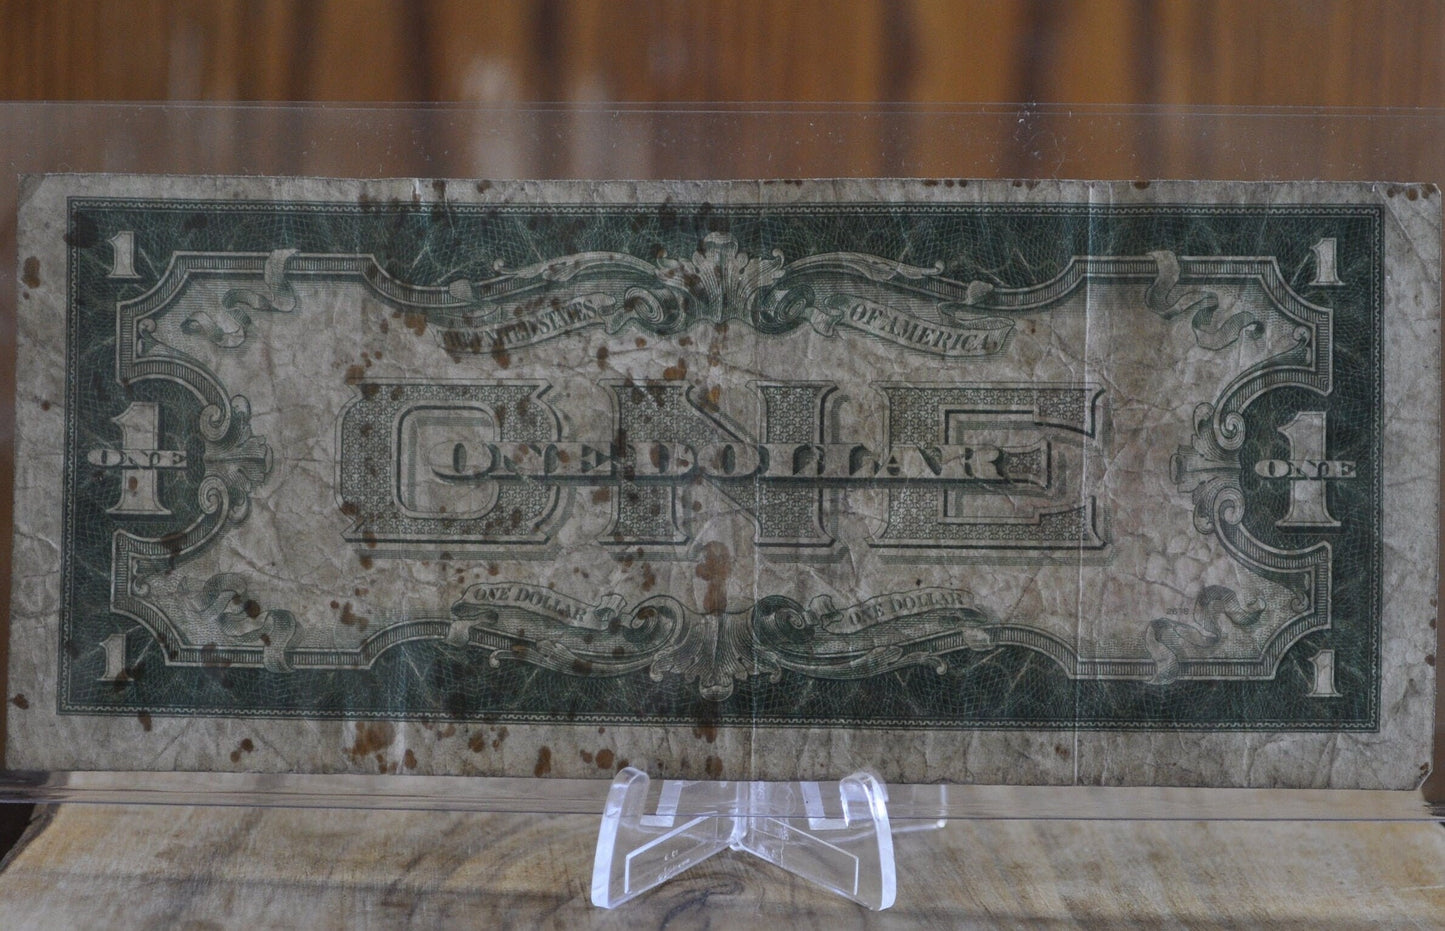 1 1
THE UNITED STATES OF AMERICA
ONE
ONE DOLLAR
1 ONE 1 ONE
ONE DOLLAR ONE DOLLAR
1 1